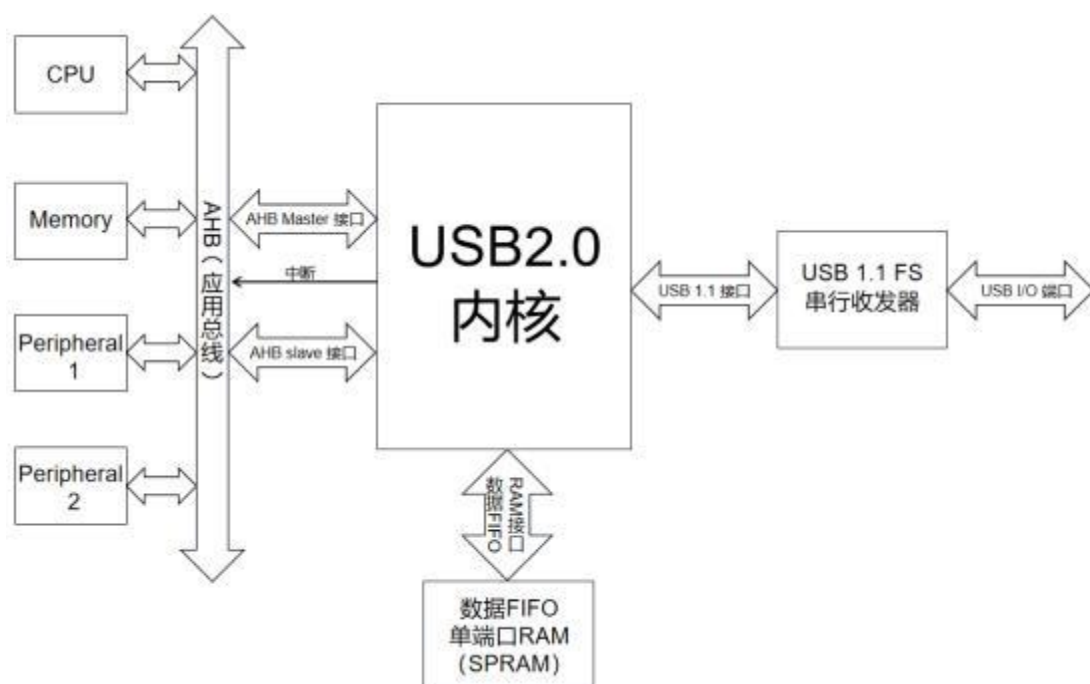 CPU
Memory
Peripheral
1
Peripheral
2
AHB（应用总线）
AHB Master 接口
中断
AHB slave 接口
USB2.0
内核
USB 1.1 接口
USB 1.1 FS
串行收发器
USB I/O 端口
RAM接口
数据FIFO
数据FIFO
单端口RAM
（SPRAM）